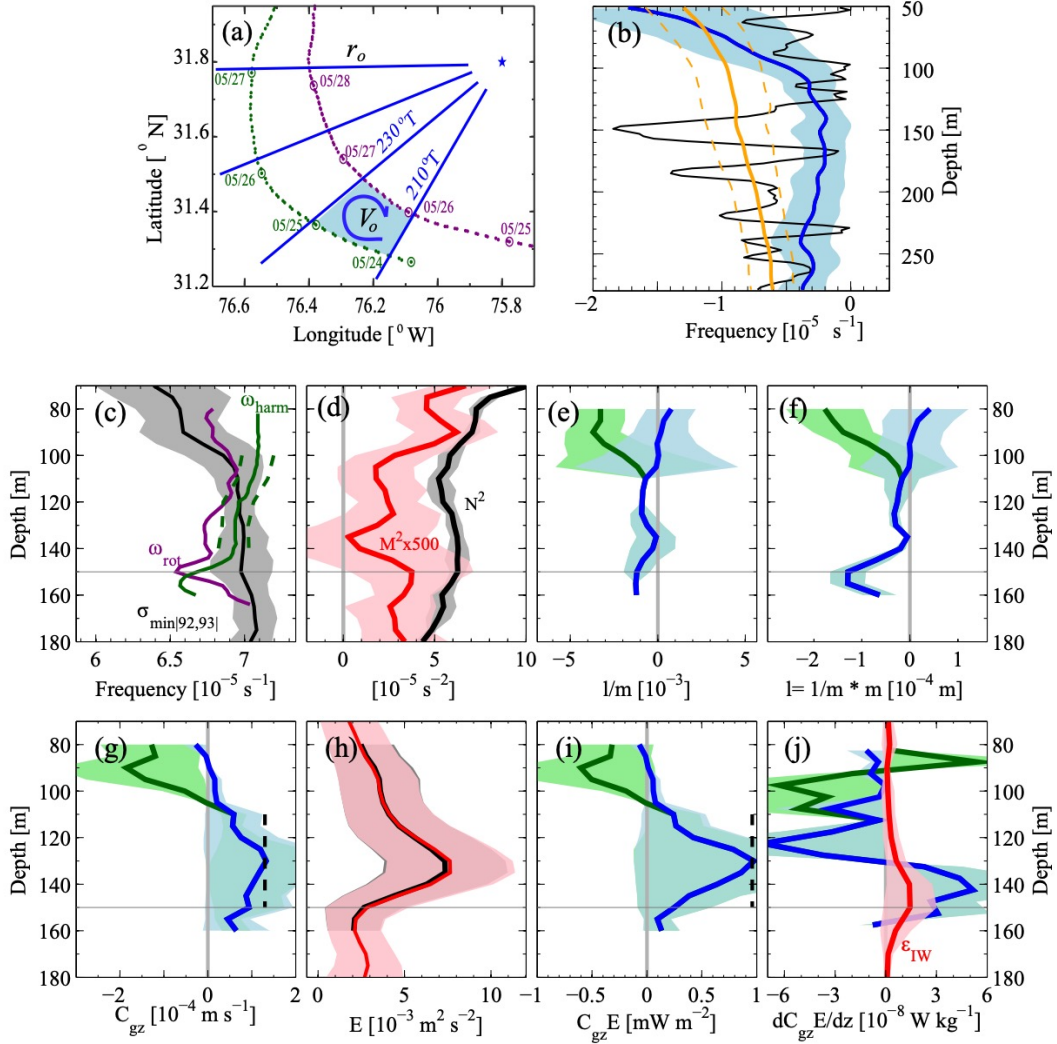 (a)
r_o
05/27
05/28
230°T
210°T
05/27
05/26
05/25
V_o
05/26
05/25
05/24
31.8
31.6
31.4
31.2
Latitude [°N]
76.6 76.4 76.2 76 75.8
Longitude [°W]
(b)
50
100
150
200
250
Depth [m]
−2 −1 0
Frequency [10⁻⁵ s⁻¹]
(c)
ω_harm
ω_rot
σ_min|92,93|
80
100
120
140
160
180
Depth [m]
6 6.5 7
Frequency [10⁻⁵ s⁻¹]
(d)
N²
M²x500
0 5 10
[10⁻⁵ s⁻²]
(e)
−5 0 5
l/m [10⁻³]
(f)
−2 −1 0 1
l= 1/m * m [10⁻⁴ m]
80
100
120
140
160
180
Depth [m]
(g)
80
100
120
140
160
180
Depth [m]
−2 0 2
C_gz [10⁻⁴ m s⁻¹]
(h)
0 5 10
E [10⁻³ m² s⁻²]
(i)
−1 −0.5 0 0.5 1
C_gzE [mW m⁻²]
(j)
ε_IW
−6 −3 0 3 6
dC_gzE/dz [10⁻⁸ W kg⁻¹]
80
100
120
140
160
180
Depth [m]